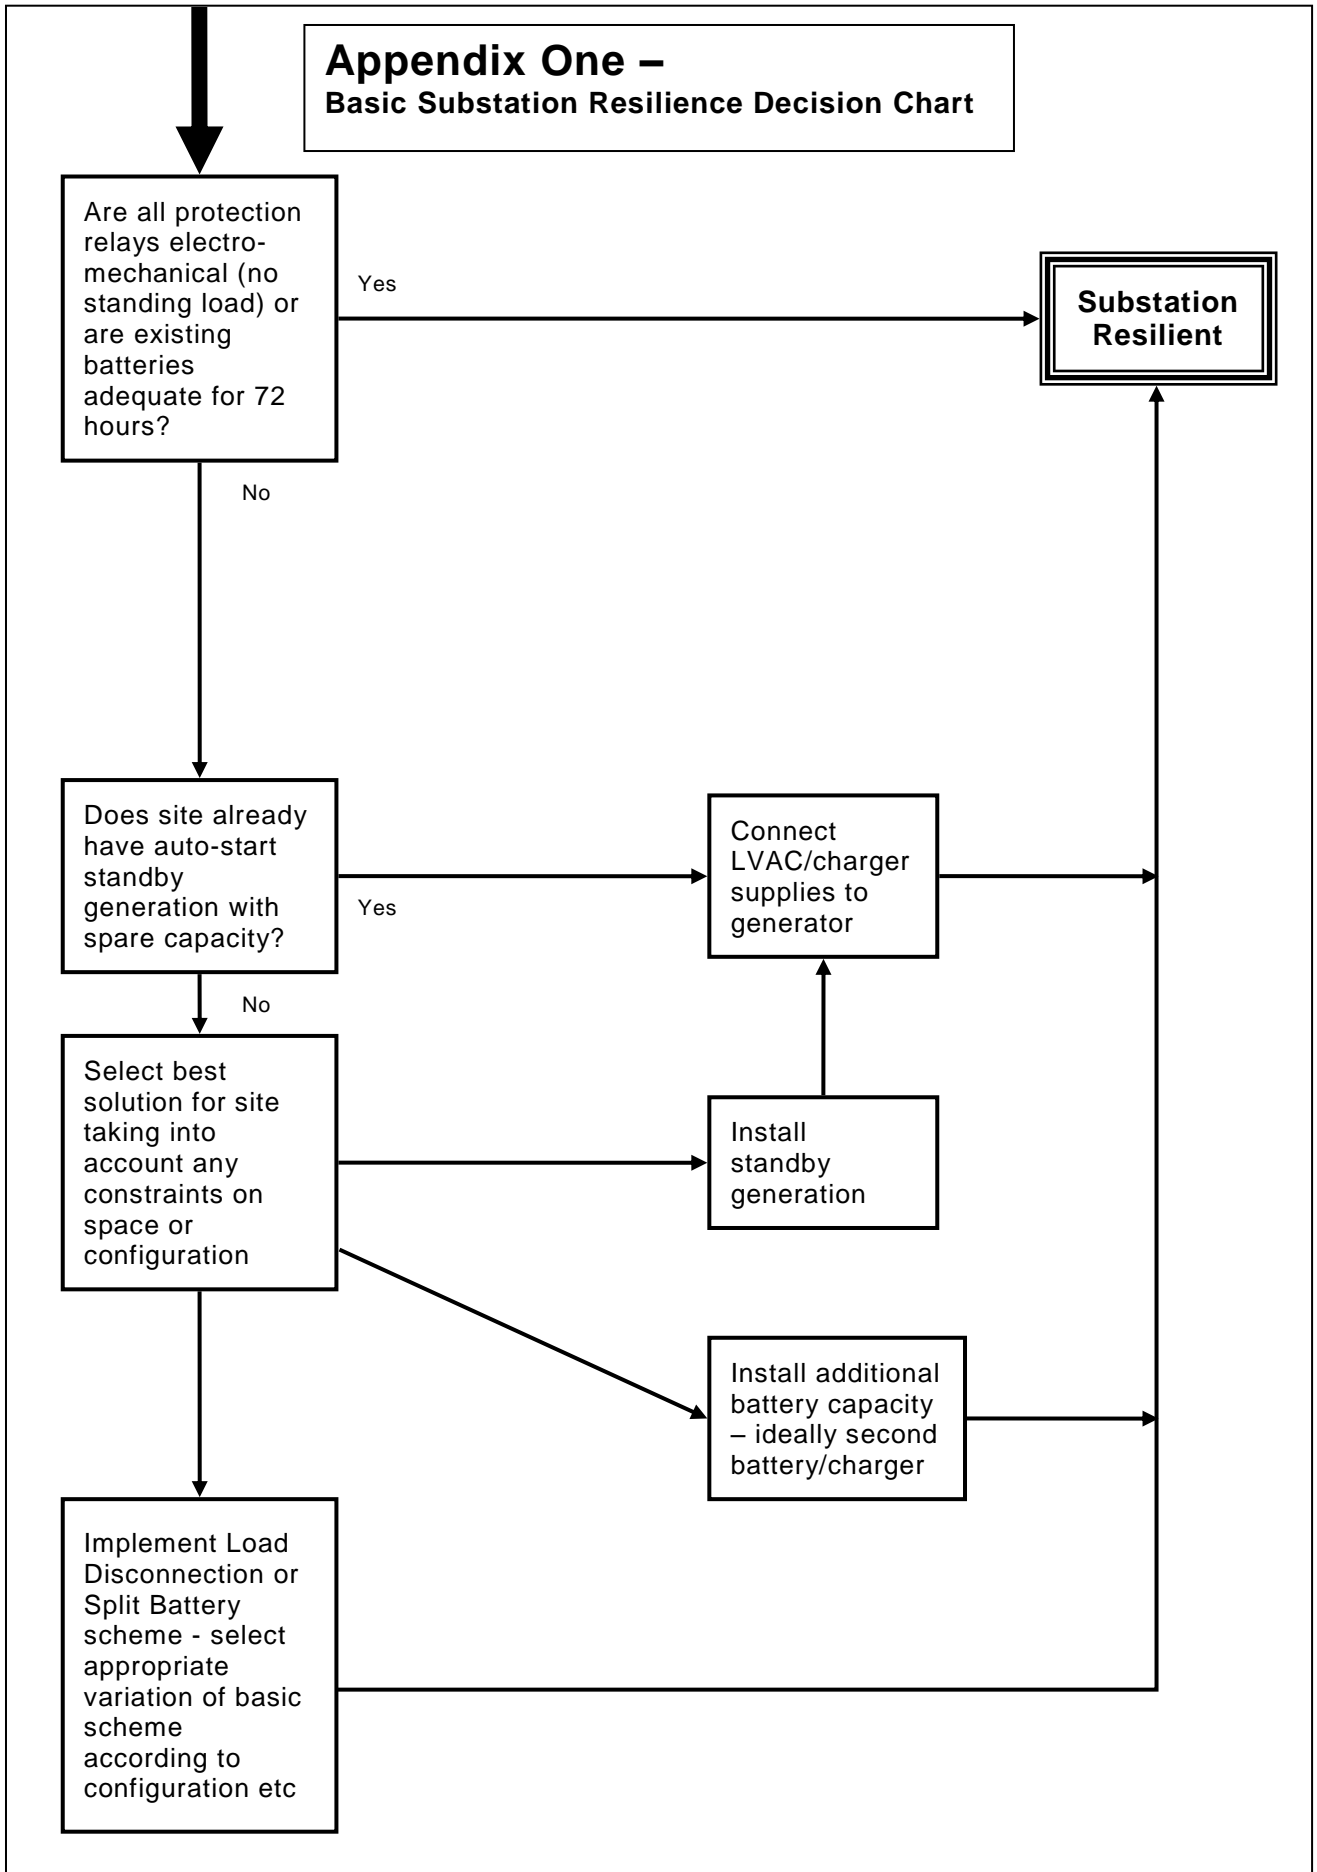 Appendix One –
Basic Substation Resilience Decision Chart
Are all protection
relays electro-
mechanical (no
standing load) or
are existing
batteries
adequate for 72
hours?
Yes
Substation
Resilient
No
Does site already
have auto-start
standby
generation with
spare capacity?
Yes
Connect
LVAC/charger
supplies to
generator
No
Select best
solution for site
taking into
account any
constraints on
space or
configuration
Install
standby
generation
Install additional
battery capacity
– ideally second
battery/charger
Implement Load
Disconnection or
Split Battery
scheme - select
appropriate
variation of basic
scheme
according to
configuration etc